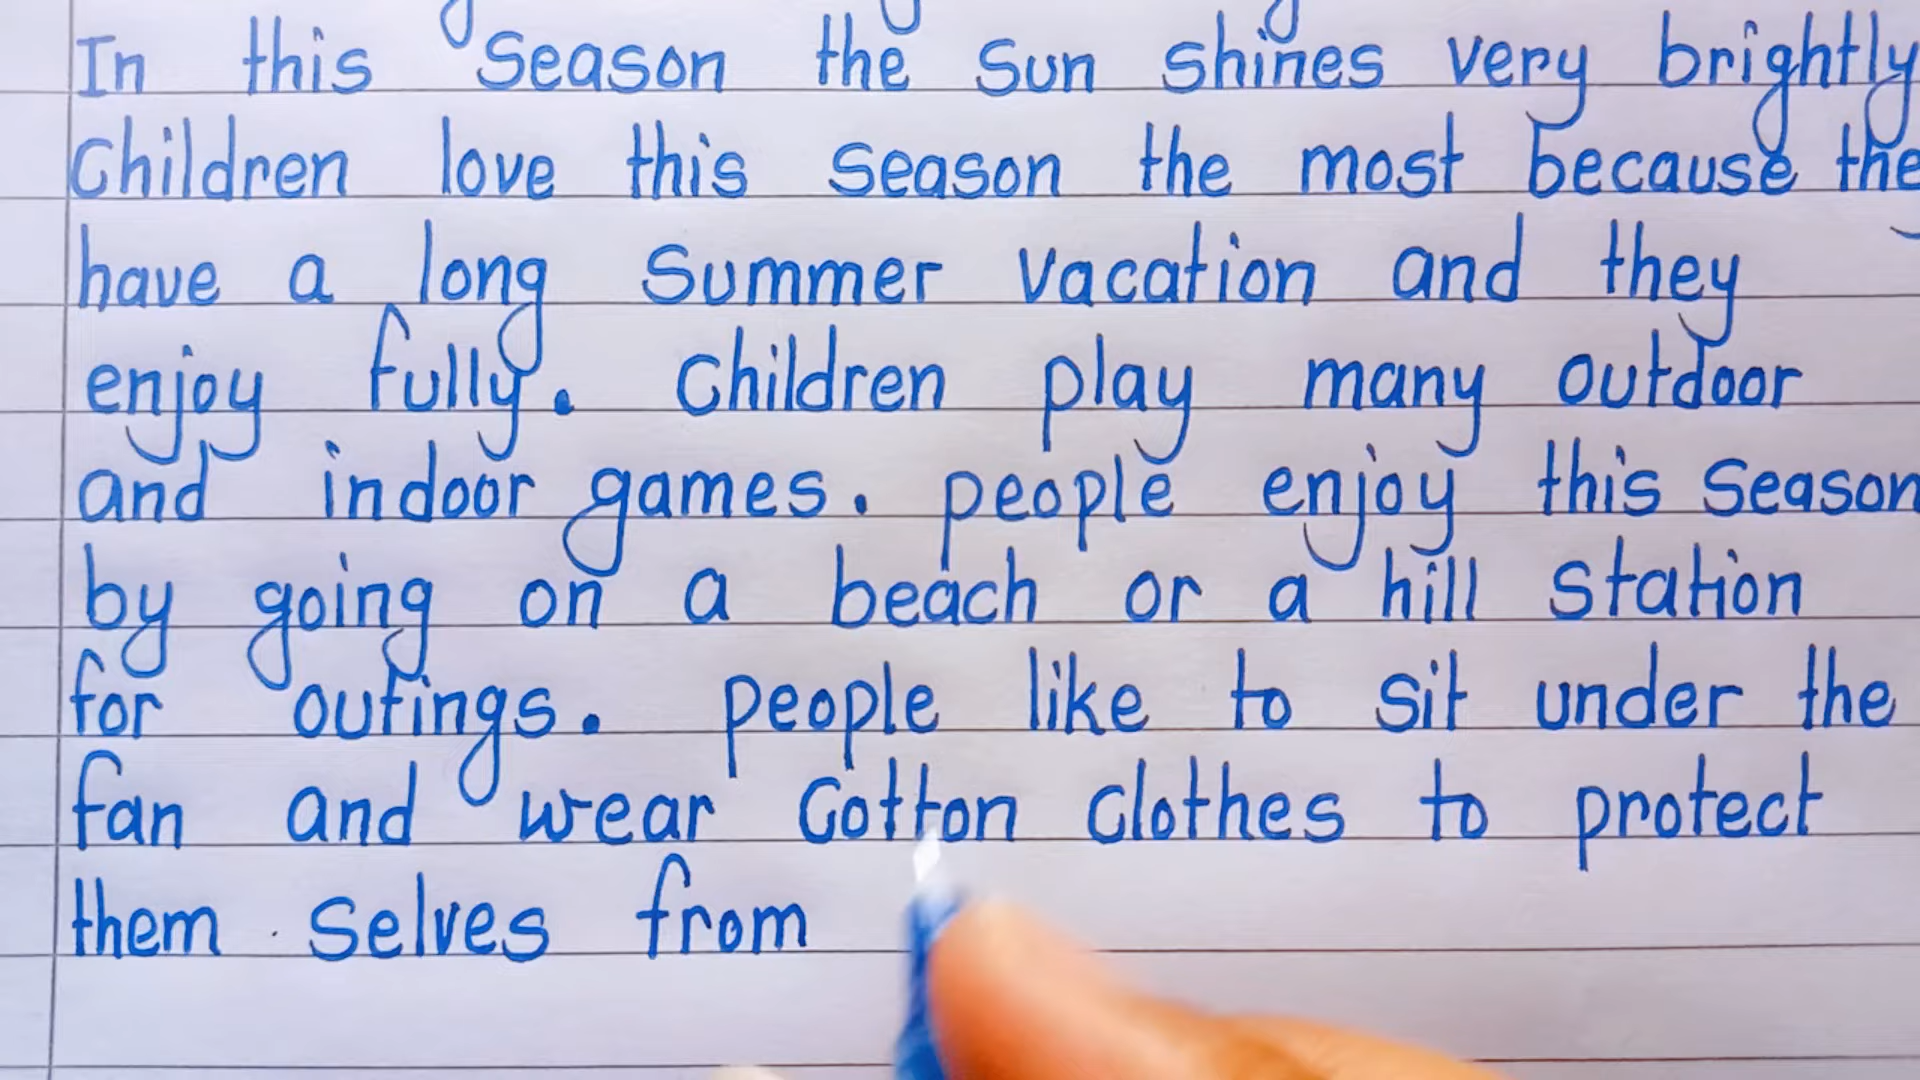 In this season the sun shines very brightly
Children love this season the most because the
have a long summer vacation and they
enjoy fully. Children play many outdoor
and indoor games. people enjoy this season
by going on a beach or a hill station
for outings. people like to sit under the
fan and wear Cotton clothes to protect
them selves from